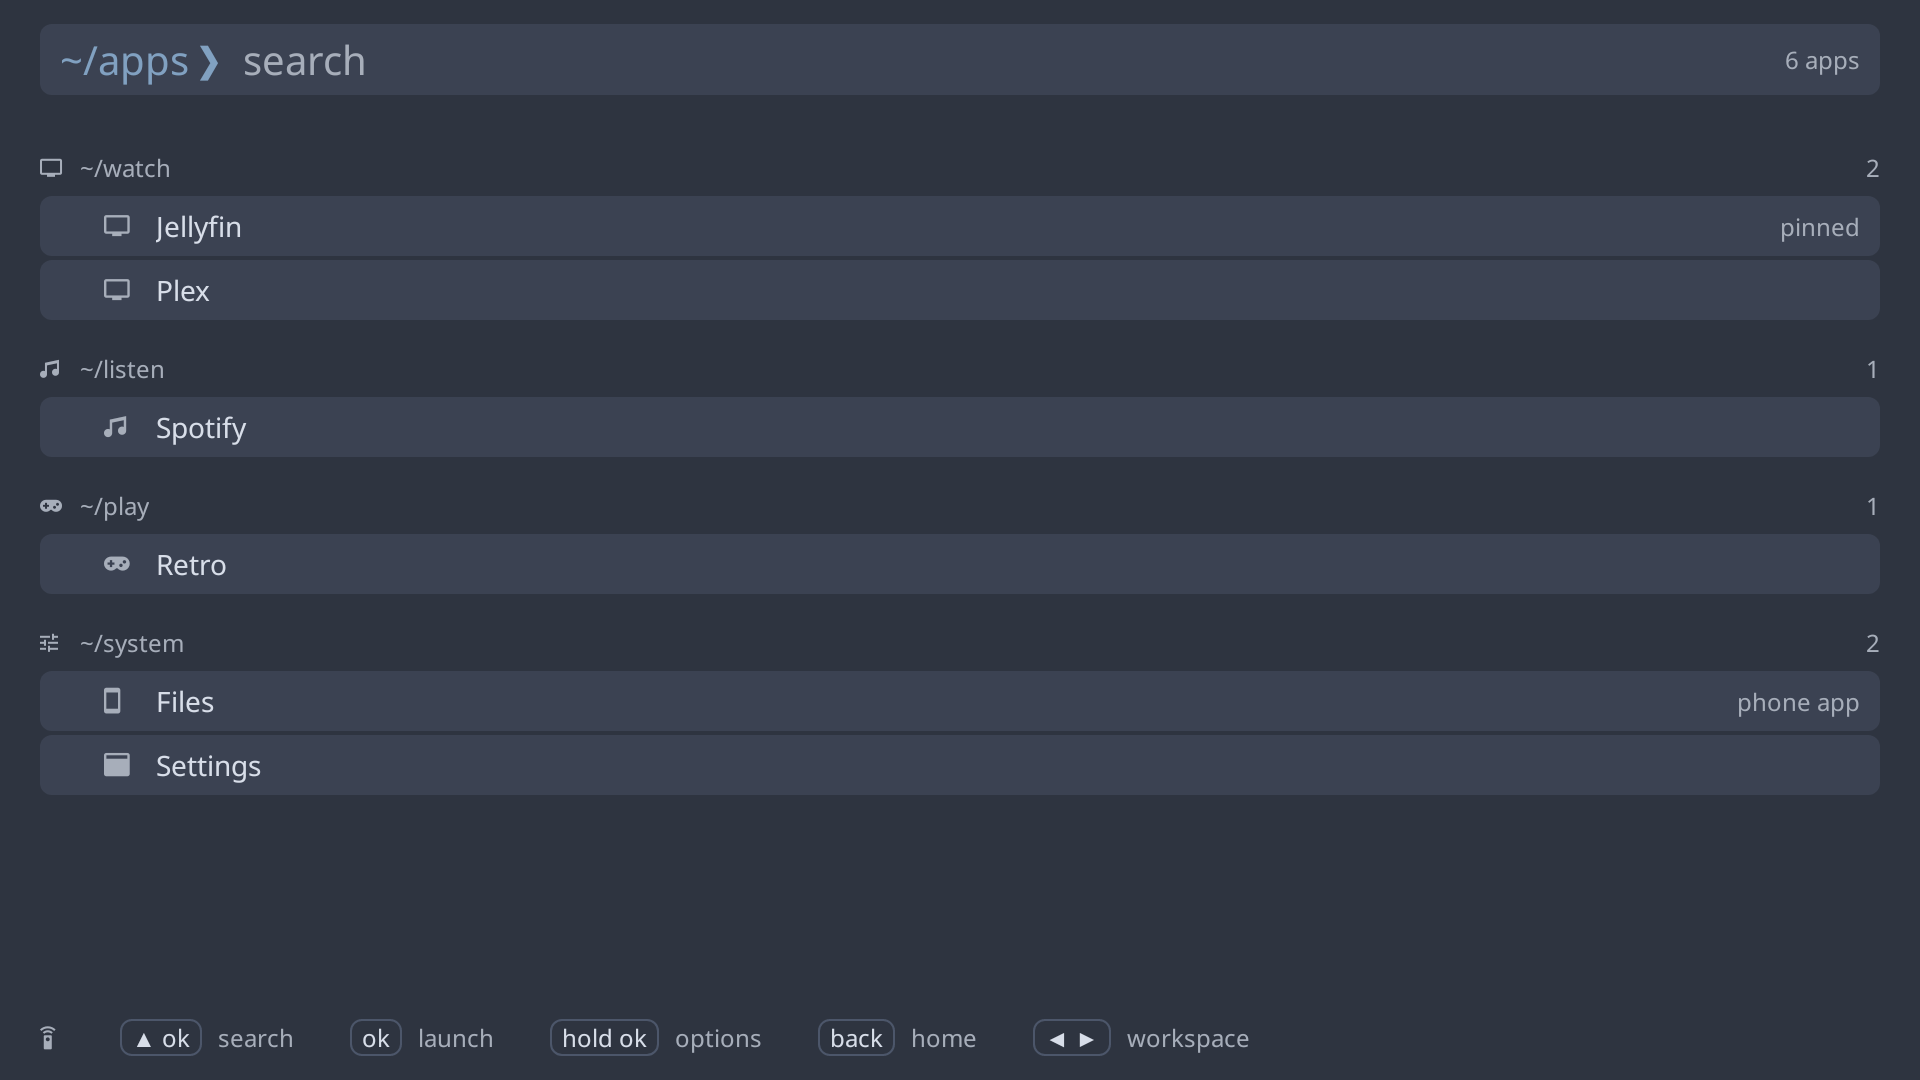 ~/apps❯ search 6 apps
~/watch 2
Jellyfin pinned
Plex
~/listen 1
Spotify
~/play 1
Retro
~/system 2
Files phone app
Settings
▲ ok search ok launch hold ok options back home ◀ ▶ workspace